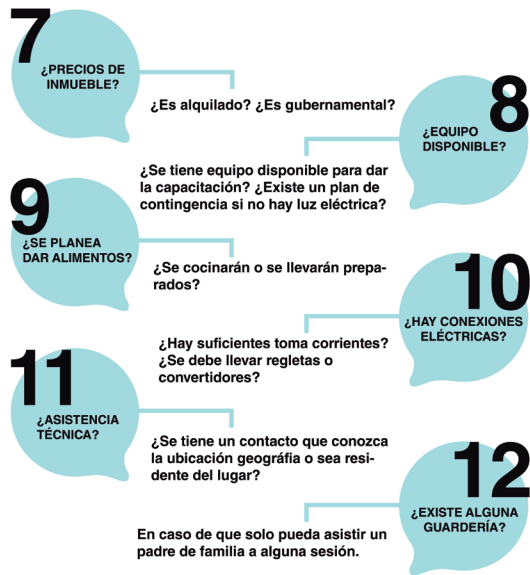 7
¿PRECIOS DE
INMUEBLE?
¿Es alquilado? ¿Es gubernamental?
8
¿EQUIPO
DISPONIBLE?
¿Se tiene equipo disponible para dar
la capacitación? ¿Existe un plan de
contingencia si no hay luz eléctrica?
9
¿SE PLANEA
DAR ALIMENTOS?
¿Se cocinarán o se llevarán prepa-
rados?
10
¿HAY CONEXIONES
ELÉCTRICAS?
¿Hay suficientes toma corrientes?
¿Se debe llevar regletas o
convertidores?
11
¿ASISTENCIA
TÉCNICA?
¿Se tiene un contacto que conozca
la ubicación geográfia o sea resi-
dente del lugar?
12
¿EXISTE ALGUNA
GUARDERÍA?
En caso de que solo pueda asistir un
padre de familia a alguna sesión.